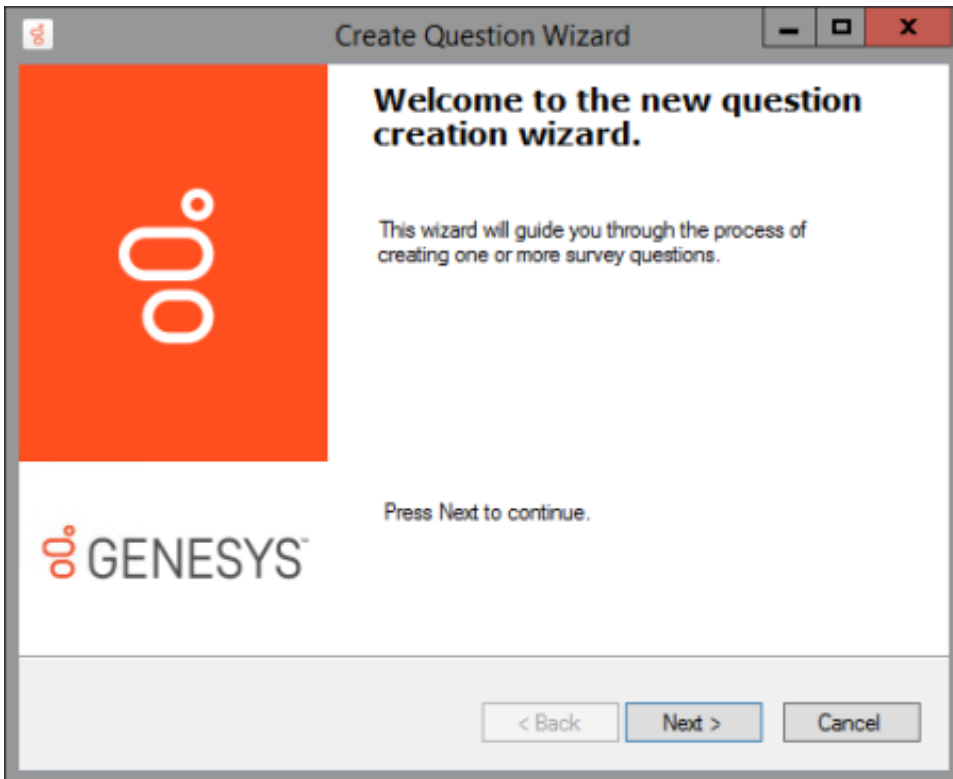 Create Question Wizard
Welcome to the new question
creation wizard.
This wizard will guide you through the process of
creating one or more survey questions.
Press Next to continue.
GENESYS™
< Back Next > Cancel